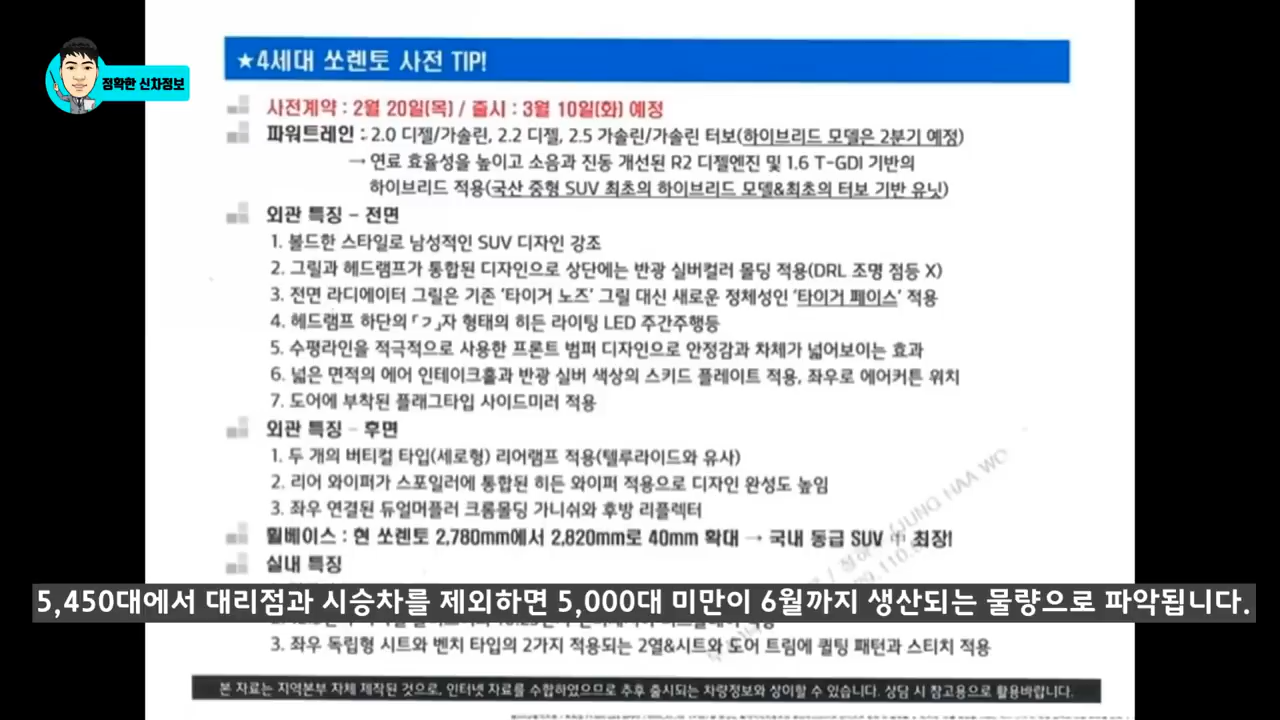 ★4세대 쏘렌토 사전 TIP!
정확한 신차정보
사전계약 : 2월 20일(목) / 출시 : 3월 10일(화) 예정
파워트레인 : 2.0 디젤/가솔린, 2.2 디젤, 2.5 가솔린/가솔린 터보(하이브리드 모델은 2분기 예정)
→ 연료 효율성을 높이고 소음과 진동 개선된 R2 디젤엔진 및 1.6 T-GDI 기반의
하이브리드 적용(국산 중형 SUV 최초의 하이브리드 모델&최초의 터보 기반 유닛)
외관 특징 - 전면
1. 볼드한 스타일로 남성적인 SUV 디자인 강조
2. 그릴과 헤드램프가 통합된 디자인으로 상단에는 반광 실버컬러 몰딩 적용(DRL 조명 점등 X)
3. 전면 라디에이터 그릴은 기존 '타이거 노즈' 그릴 대신 새로운 정체성인 '타이거 페이스' 적용
4. 헤드램프 하단의 「ㄱ」자 형태의 히든 라이팅 LED 주간주행등
5. 수평라인을 적극적으로 사용한 프론트 범퍼 디자인으로 안정감과 차체가 넓어보이는 효과
6. 넓은 면적의 에어 인테이크홀과 반광 실버 색상의 스키드 플레이트 적용, 좌우로 에어커튼 위치
7. 도어에 부착된 플래그타입 사이드미러 적용
외관 특징 - 후면
1. 두 개의 버티컬 타입(세로형) 리어램프 적용(텔루라이드와 유사)
2. 리어 와이퍼가 스포일러에 통합된 히든 와이퍼 적용으로 디자인 완성도 높임
3. 좌우 연결된 듀얼머플러 크롬몰딩 가니쉬와 후방 리플렉터
휠베이스 : 현 쏘렌토 2,780mm에서 2,820mm로 40mm 확대 → 국내 동급 SUV 中 최장!
실내 특징
5,450대에서 대리점과 시승차를 제외하면 5,000대 미만이 6월까지 생산되는 물량으로 파악됩니다.
3. 좌우 독립형 시트와 벤치 타입의 2가지 적용되는 2열&시트와 도어 트림에 퀼팅 패턴과 스티치 적용
본 자료는 지역본부 자체 제작된 것으로, 인터넷 자료를 수합하였으므로 추후 출시되는 차량정보와 상이할 수 있습니다. 상담 시 참고용으로 활용바랍니다.
JUNG HAA WO